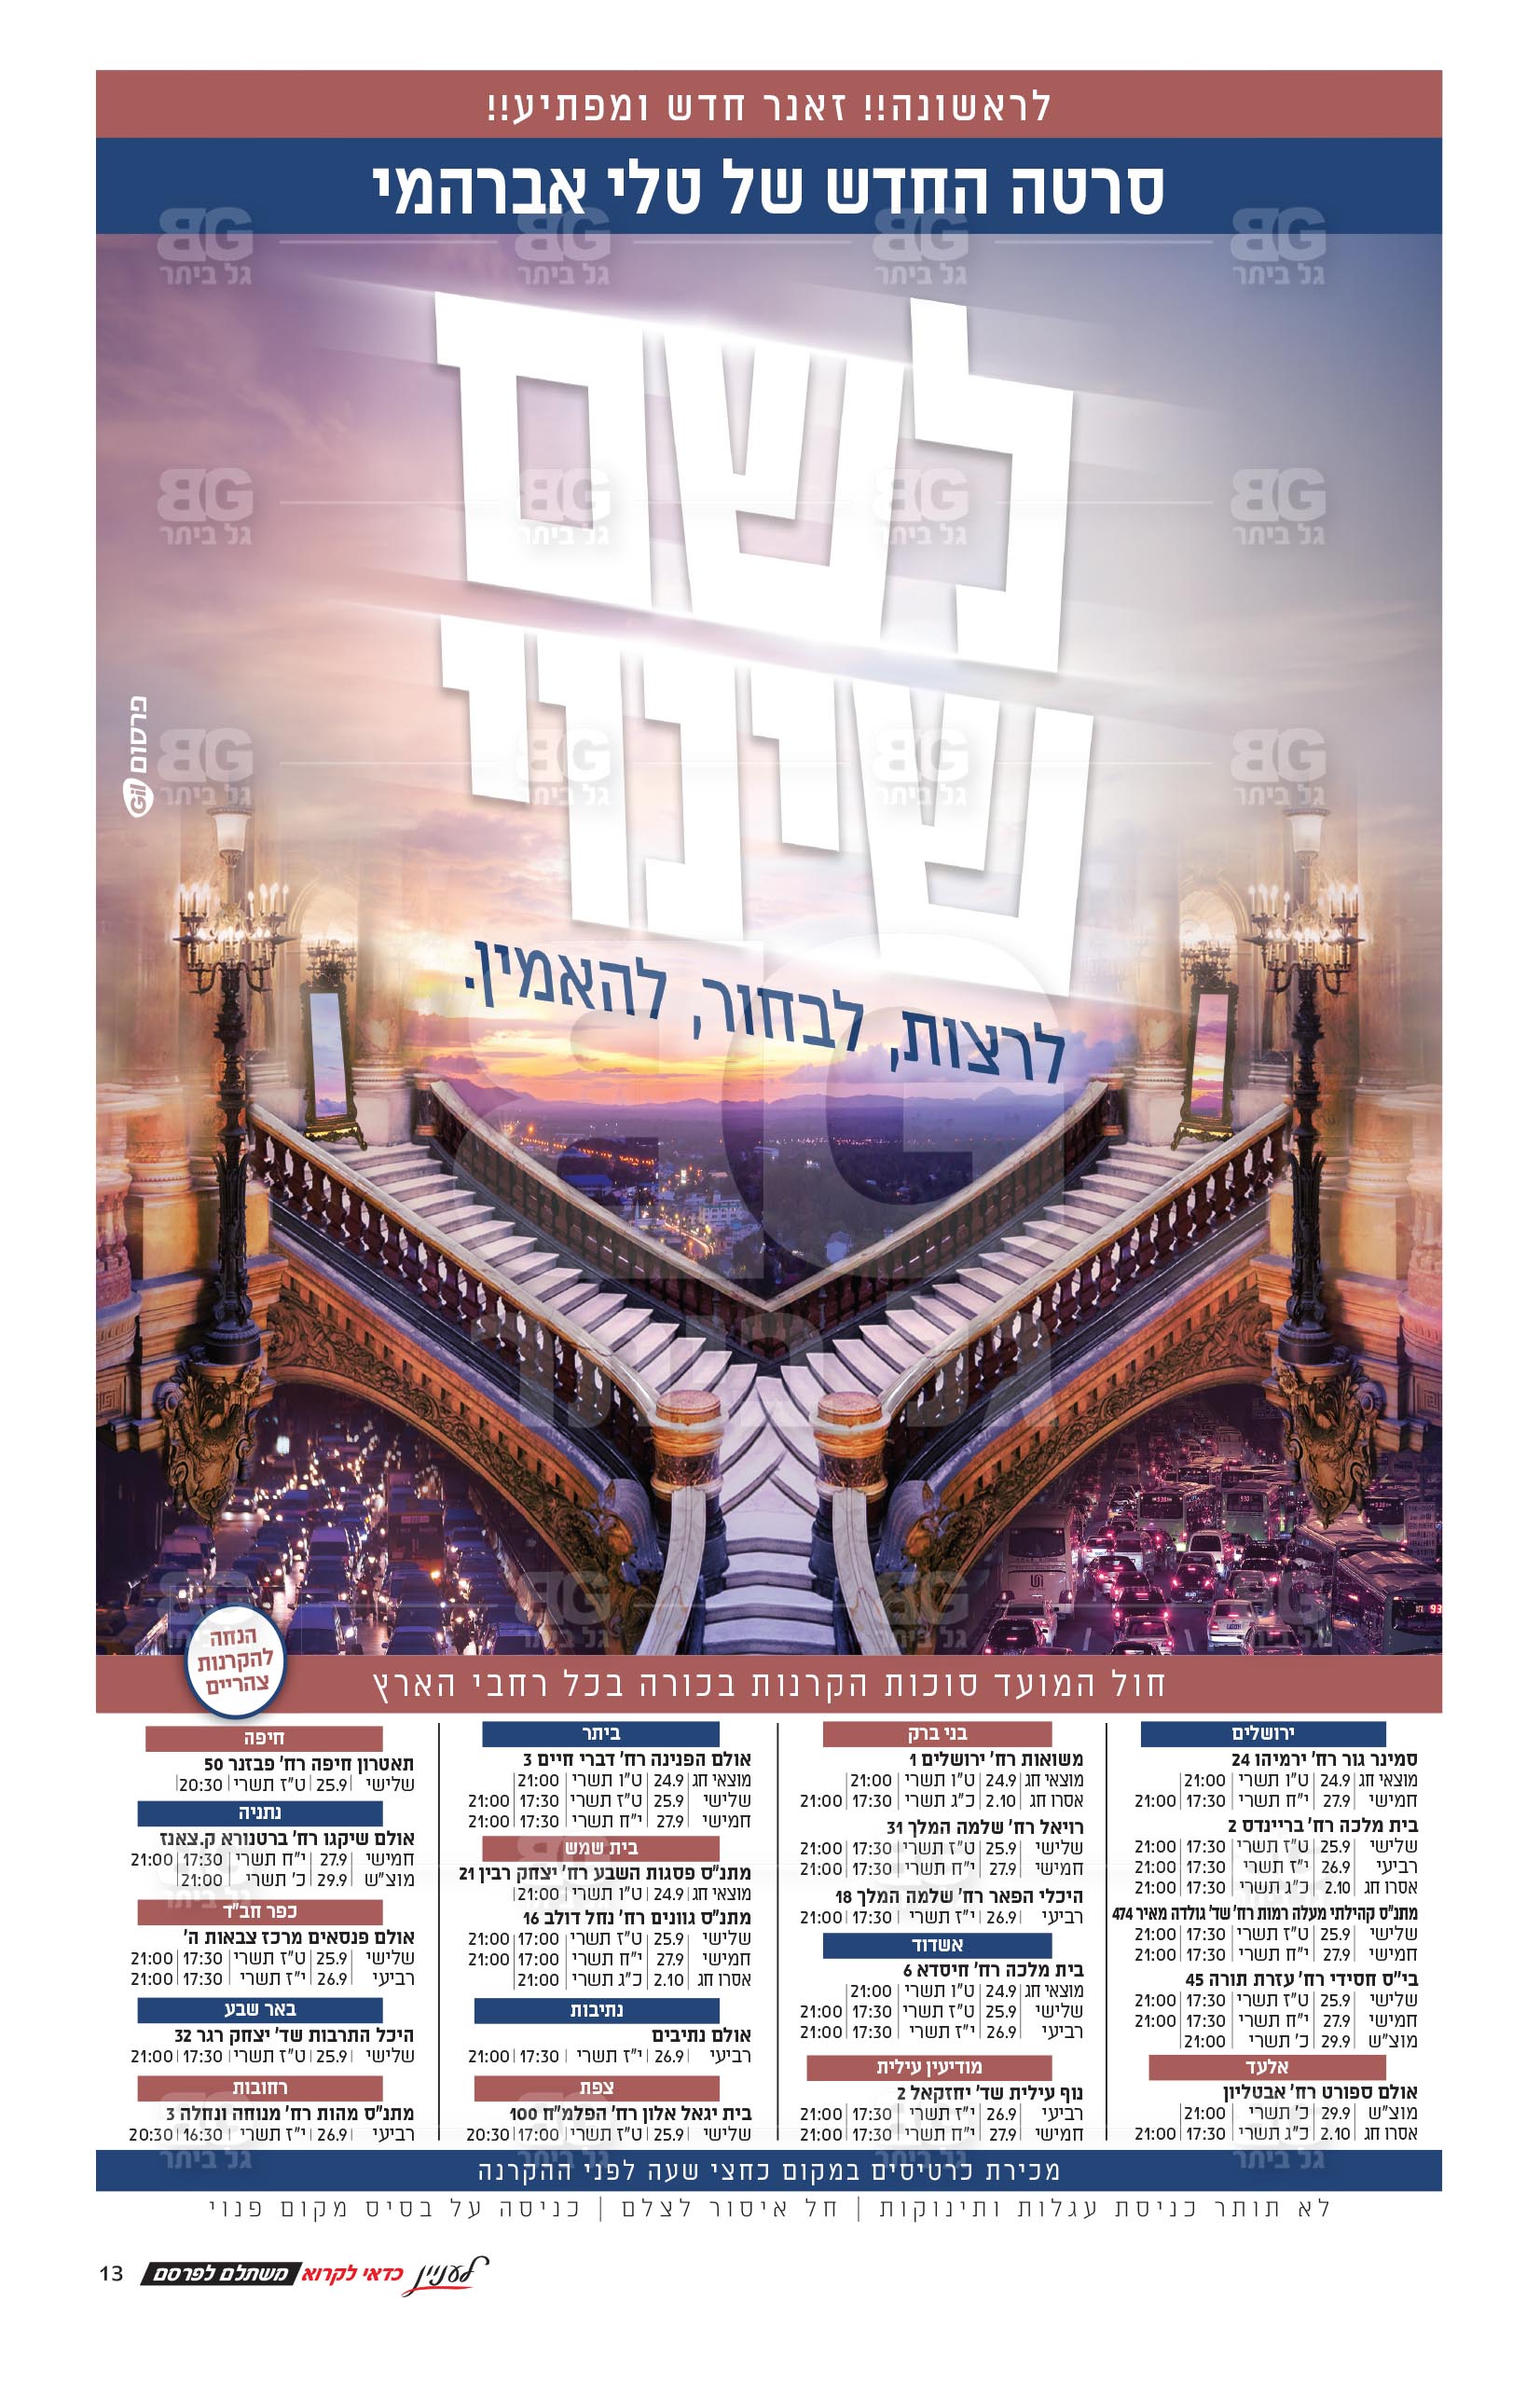 לראשונה!! זאנר חדש ומפתיע!!
סרטה החדש של טלי אברהמי
לשם
שינוי
לרצות, לבחור, להאמין.
פרסום Gil
הנחה
להקרנות
צהריים
חול המועד סוכות הקרנות בכורה בכל רחבי הארץ
ירושלים
סמינר גור רח' ירמיהו 24
מוצאי חג | 24.9 | ט"ו תשרי | 21:00
חמישי | 27.9 | י"ח תשרי | 17:30 | 21:00
בית מלכה רח' בריינדס 2
שלישי | 25.9 | ט"ז תשרי | 17:30 | 21:00
רביעי | 26.9 | י"ז תשרי | 17:30 | 21:00
אסרו חג | 2.10 | כ"ג תשרי | 17:30 | 21:00
מתנ"ס קהילתי מעלה רמות רח' שד' גולדה מאיר 474
שלישי | 25.9 | ט"ז תשרי | 17:30 | 21:00
חמישי | 27.9 | י"ח תשרי | 17:30 | 21:00
בי"ס חסידי רח' עזרת תורה 45
שלישי | 25.9 | ט"ז תשרי | 17:30 | 21:00
חמישי | 27.9 | י"ח תשרי | 17:30 | 21:00
מוצ"ש | 29.9 | כ' תשרי | 21:00
אלעד
אולם ספורט רח' אבטליון
מוצ"ש | 29.9 | כ' תשרי | 21:00
אסרו חג | 2.10 | כ"ג תשרי | 17:30 | 21:00
בני ברק
משואות רח' ירושלים 1
מוצאי חג | 24.9 | ט"ו תשרי | 21:00
אסרו חג | 2.10 | כ"ג תשרי | 17:30 | 21:00
רויאל רח' שלמה המלך 31
שלישי | 25.9 | ט"ז תשרי | 17:30 | 21:00
חמישי | 27.9 | י"ח תשרי | 17:30 | 21:00
היכלי הפאר רח' שלמה המלך 18
רביעי | 26.9 | י"ז תשרי | 17:30 | 21:00
אשדוד
בית מלכה רח' חיסדא 6
מוצאי חג | 24.9 | ט"ו תשרי | 21:00
שלישי | 25.9 | ט"ז תשרי | 17:30 | 21:00
רביעי | 26.9 | י"ז תשרי | 17:30 | 21:00
מודיעין עילית
נוף עילית שד' יחזקאל 2
רביעי | 26.9 | י"ז תשרי | 17:30 | 21:00
חמישי | 27.9 | י"ח תשרי | 17:30 | 21:00
ביתר
אולם הפנינה רח' דברי חיים 3
מוצאי חג | 24.9 | ט"ו תשרי | 21:00
שלישי | 25.9 | ט"ז תשרי | 17:30 | 21:00
חמישי | 27.9 | י"ח תשרי | 17:30 | 21:00
בית שמש
מתנ"ס פסגות השבע רח' יצחק רבין 21
מוצאי חג | 24.9 | ט"ו תשרי | 21:00
מתנ"ס גוונים רח' נחל דולב 16
שלישי | 25.9 | ט"ז תשרי | 17:00 | 21:00
חמישי | 27.9 | י"ח תשרי | 17:00 | 21:00
אסרו חג | 2.10 | כ"ג תשרי | 21:00
נתיבות
אולם נתיבים
רביעי | 26.9 | י"ז תשרי | 17:30 | 21:00
צפת
בית יגאל אלון רח' הפלמ"ח 100
שלישי | 25.9 | ט"ז תשרי | 17:00 | 20:30
חיפה
תאטרון חיפה רח' פבזנר 50
שלישי | 25.9 | ט"ז תשרי | 20:30
נתניה
אולם שיקגו רח' ברטנורא ק.צאנז
חמישי | 27.9 | י"ח תשרי | 17:30 | 21:00
מוצ"ש | 29.9 | כ' תשרי | 21:00
כפר חב"ד
אולם פנסאים מרכז צבאות ה'
שלישי | 25.9 | ט"ז תשרי | 17:30 | 21:00
רביעי | 26.9 | י"ז תשרי | 17:30 | 21:00
באר שבע
היכל התרבות שד' יצחק רגר 32
שלישי | 25.9 | ט"ז תשרי | 17:30 | 21:00
רחובות
מתנ"ס מהות רח' מנוחה ונחלה 3
רביעי | 26.9 | י"ז תשרי | 16:30 | 20:30
מכירת כרטיסים במקום כחצי שעה לפני ההקרנה
לא תותר כניסת עגלות ותינוקות | חל איסור לצלם | כניסה על בסיס מקום פנוי
לעניין כדאי לקרוא משתלם לפרסם 13
BG
גל ביתר